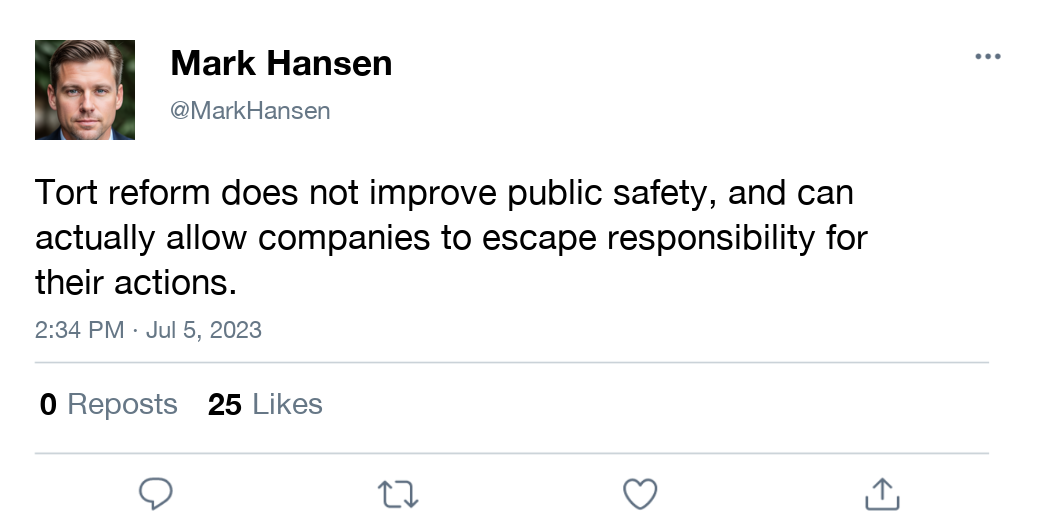 Mark Hansen
@MarkHansen
Tort reform does not improve public safety, and can
actually allow companies to escape responsibility for
their actions.
2:34 PM · Jul 5, 2023
0 Reposts 25 Likes